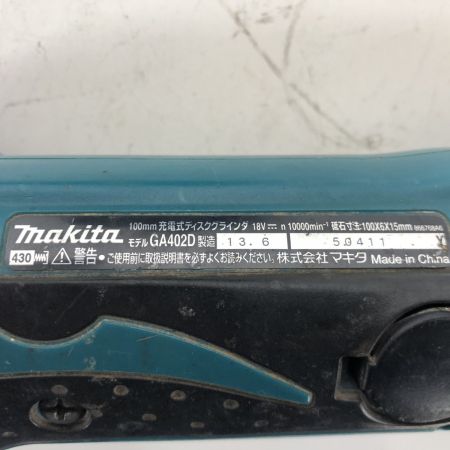 100mm 充電式ディスクグラインダ 18V⎓ n 10000min⁻¹ 砥石寸法:100X6X15mm
makita モデル GA402D 製造 13.6 50411 Y
430 警告 •ご使用前に取扱説明書を必ずよくお読みください。株式会社マキタ Made in China